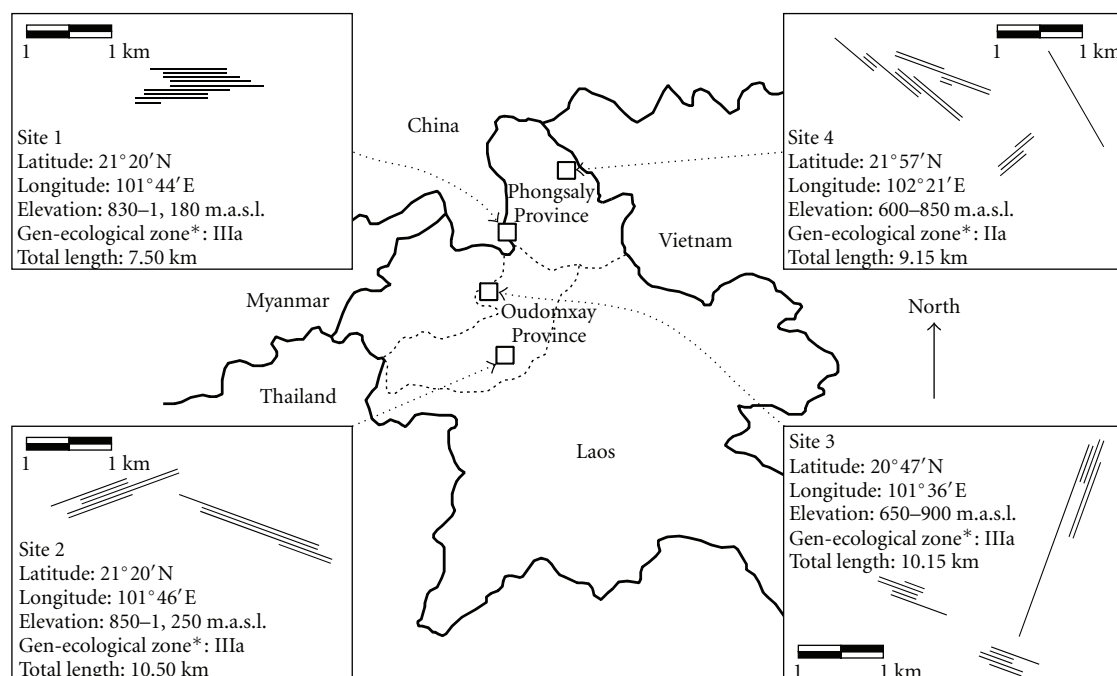 1 1 km
Site 1
Latitude: 21°20′N
Longitude: 101°44′E
Elevation: 830–1, 180 m.a.s.l.
Gen-ecological zone*: IIIa
Total length: 7.50 km
1 1 km
Site 4
Latitude: 21°57′N
Longitude: 102°21′E
Elevation: 600–850 m.a.s.l.
Gen-ecological zone*: IIa
Total length: 9.15 km
China
Phongsaly
Province
Vietnam
Myanmar
Oudomxay
Province
North
Thailand
Laos
1 1 km
Site 2
Latitude: 21°20′N
Longitude: 101°46′E
Elevation: 850–1, 250 m.a.s.l.
Gen-ecological zone*: IIIa
Total length: 10.50 km
Site 3
Latitude: 20°47′N
Longitude: 101°36′E
Elevation: 650–900 m.a.s.l.
Gen-ecological zone*: IIIa
Total length: 10.15 km
1 1 km